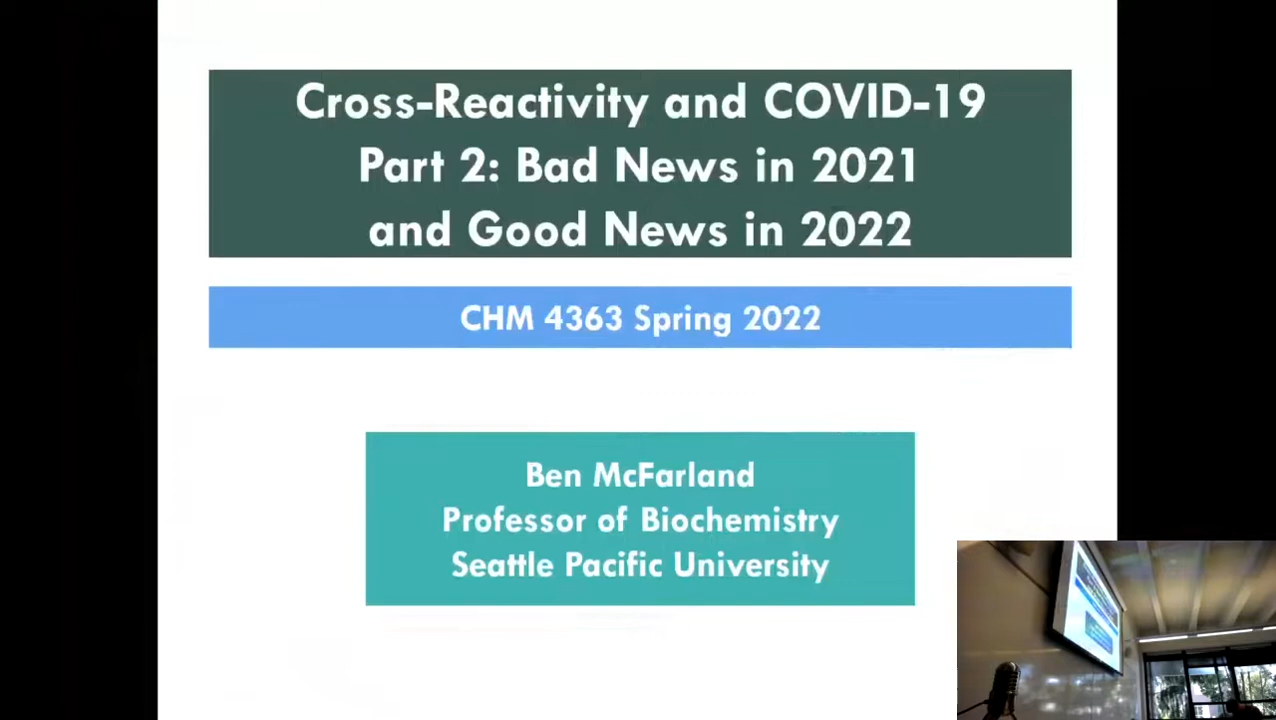 Cross-Reactivity and COVID-19
Part 2: Bad News in 2021
and Good News in 2022
CHM 4363 Spring 2022
Ben McFarland
Professor of Biochemistry
Seattle Pacific University